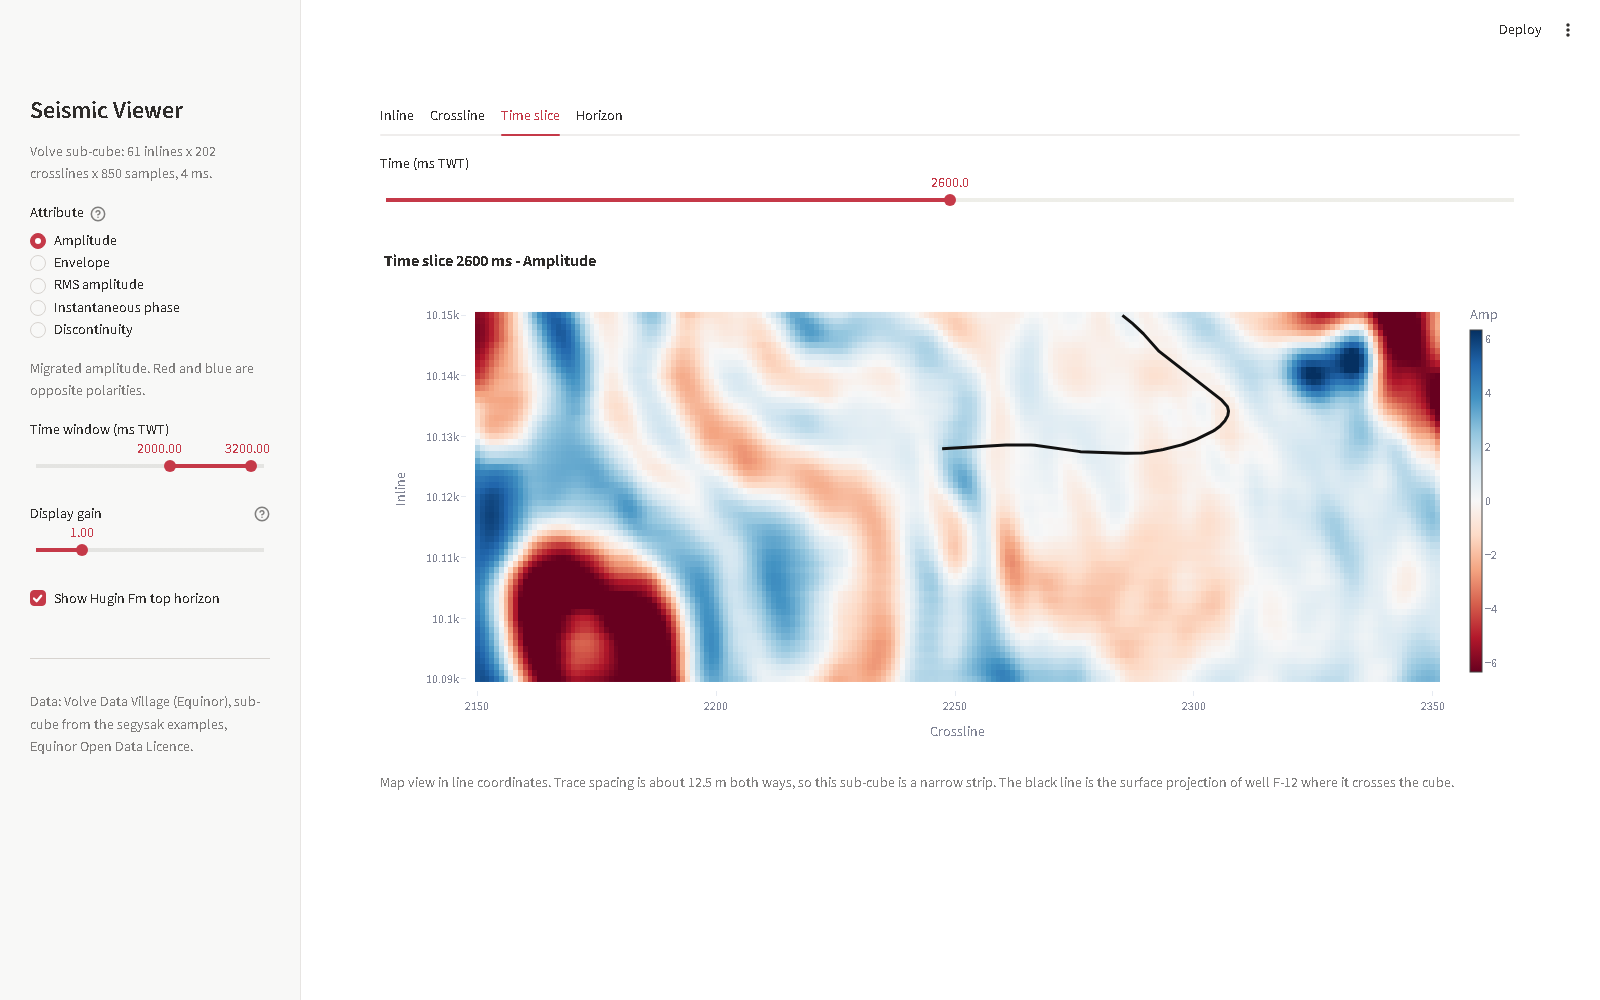 Deploy
Seismic Viewer
Volve sub-cube: 61 inlines x 202
crosslines x 850 samples, 4 ms.
Attribute
Amplitude
Envelope
RMS amplitude
Instantaneous phase
Discontinuity
Migrated amplitude. Red and blue are
opposite polarities.
Time window (ms TWT)
2000.00 3200.00
Display gain
1.00
Show Hugin Fm top horizon
Data: Volve Data Village (Equinor), sub-
cube from the segysak examples,
Equinor Open Data Licence.
Inline Crossline Time slice Horizon
Time (ms TWT)
2600.0
Time slice 2600 ms - Amplitude
Inline
10.15k
10.14k
10.13k
10.12k
10.11k
10.1k
10.09k
2150 2200 2250 2300 2350
Crossline
Amp
6
4
2
0
−2
−4
−6
Map view in line coordinates. Trace spacing is about 12.5 m both ways, so this sub-cube is a narrow strip. The black line is the surface projection of well F-12 where it crosses the cube.